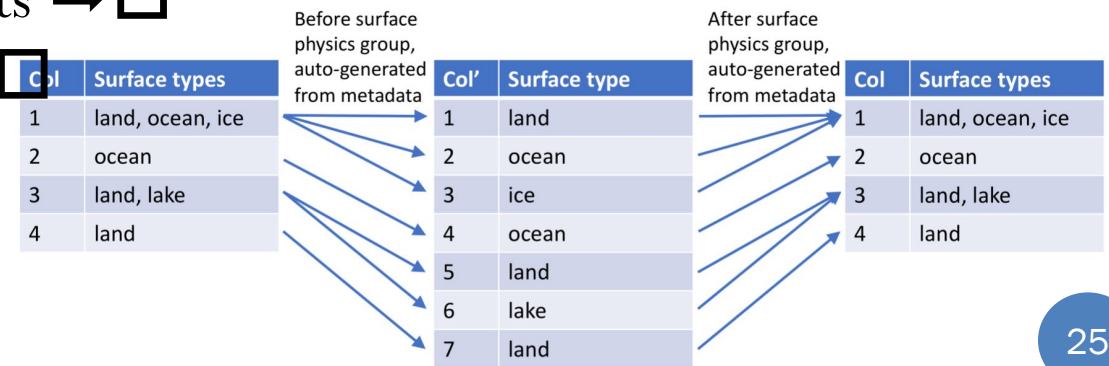 ts ➡
Before surface
physics group,
auto-generated
from metadata
After surface
physics group,
auto-generated
from metadata
Col Surface types
1 land, ocean, ice
2 ocean
3 land, lake
4 land
Col' Surface type
1 land
2 ocean
3 ice
4 ocean
5 land
6 lake
7 land
Col Surface types
1 land, ocean, ice
2 ocean
3 land, lake
4 land
25